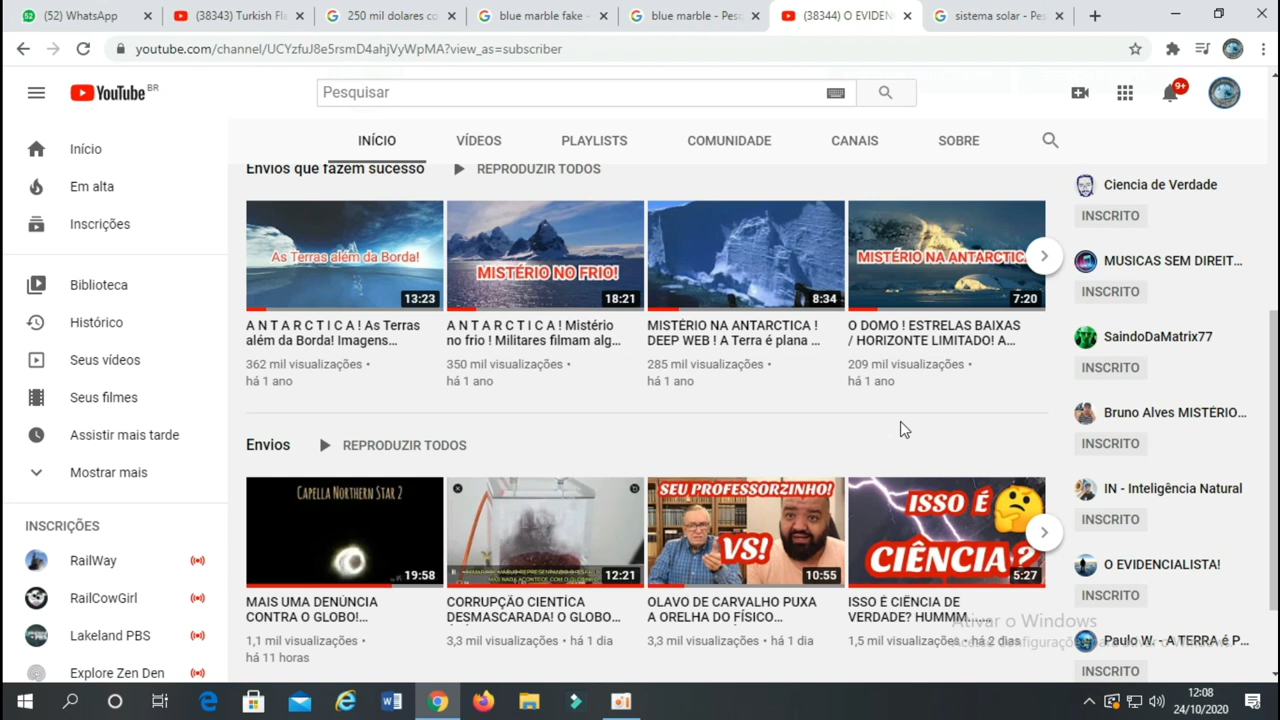 (52) WhatsApp
(38343) Turkish Fl
250 mil dolares co
blue marble fake -
blue marble - Pesq
(38344) O EVIDEN
sistema solar - Pes
youtube.com/channel/UCYzfuJ8e5rsmD4ahjVyWpMA?view_as=subscriber
YouTube BR
Pesquisar
9+
INÍCIO VÍDEOS PLAYLISTS COMUNIDADE CANAIS SOBRE
Início
Em alta
Inscrições
Biblioteca
Histórico
Seus vídeos
Seus filmes
Assistir mais tarde
Mostrar mais
INSCRIÇÕES
RailWay
RailCowGirl
Lakeland PBS
Explore Zen Den
Envios que fazem sucesso REPRODUZIR TODOS
As Terras além da Borda!
13:23
A N T A R C T I C A ! As Terras
além da Borda! Imagens...
362 mil visualizações •
há 1 ano
MISTÉRIO NO FRIO!
18:21
A N T A R C T I C A ! Mistério
no frio ! Militares filmam alg...
350 mil visualizações •
há 1 ano
8:34
MISTÉRIO NA ANTARCTICA !
DEEP WEB ! A Terra é plana ...
285 mil visualizações •
há 1 ano
MISTÉRIO NA ANTARCTICA
7:20
O DOMO ! ESTRELAS BAIXAS
/ HORIZONTE LIMITADO! A...
209 mil visualizações •
há 1 ano
Envios REPRODUZIR TODOS
CAPELLA NORTHERN STAR 2
19:58
MAIS UMA DENÚNCIA
CONTRA O GLOBO!...
1,1 mil visualizações •
há 11 horas
12:21
CORRUPÇÃO CIENTÍCA
DESMASCARADA! O GLOBO...
3,3 mil visualizações • há 1 dia
SEU PROFESSORZINHO!
VS!
10:55
OLAVO DE CARVALHO PUXA
A ORELHA DO FÍSICO...
3,3 mil visualizações • há 1 dia
ISSO É
CIÊNCIA?
5:27
ISSO É CIÊNCIA DE
VERDADE? HUMMM.......
1,5 mil visualizações • há 2 dias
Ciencia de Verdade
INSCRITO
MUSICAS SEM DIREIT...
INSCRITO
SaindoDaMatrix77
INSCRITO
Bruno Alves MISTÉRIO...
INSCRITO
IN - Inteligência Natural
INSCRITO
O EVIDENCIALISTA!
INSCRITO
Paulo W. - A TERRA é P...
INSCRITO
Ativar o Windows
12:08
24/10/2020